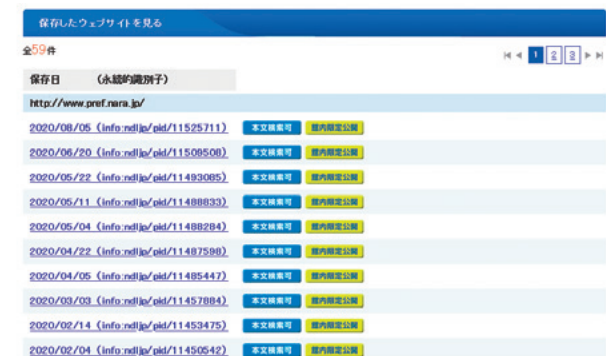 保存したウェブサイトを見る
全59件
1 2 3
保存日 (永続的識別子)
http://www.pref.nara.jp/
2020/08/05 (info:ndljp/pid/11525711) 本文検索可 館内限定公開
2020/06/20 (info:ndljp/pid/11509508) 本文検索可 館内限定公開
2020/05/22 (info:ndljp/pid/11493085) 本文検索可 館内限定公開
2020/05/11 (info:ndljp/pid/11488833) 本文検索可 館内限定公開
2020/05/04 (info:ndljp/pid/11488284) 本文検索可 館内限定公開
2020/04/22 (info:ndljp/pid/11487598) 本文検索可 館内限定公開
2020/04/05 (info:ndljp/pid/11485447) 本文検索可 館内限定公開
2020/03/03 (info:ndljp/pid/11457884) 本文検索可 館内限定公開
2020/02/14 (info:ndljp/pid/11453475) 本文検索可 館内限定公開
2020/02/04 (info:ndljp/pid/11450542) 本文検索可 館内限定公開